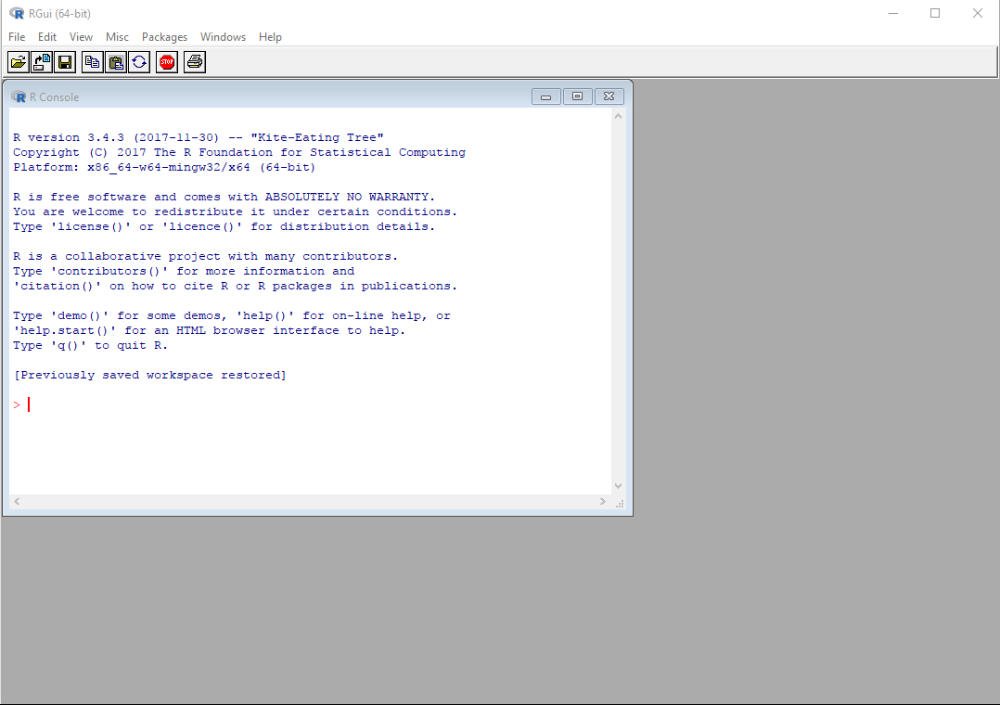 RGui (64-bit)
File Edit View Misc Packages Windows Help
STOP
R Console
R version 3.4.3 (2017-11-30) -- "Kite-Eating Tree"
Copyright (C) 2017 The R Foundation for Statistical Computing
Platform: x86_64-w64-mingw32/x64 (64-bit)
R is free software and comes with ABSOLUTELY NO WARRANTY.
You are welcome to redistribute it under certain conditions.
Type 'license()' or 'licence()' for distribution details.
R is a collaborative project with many contributors.
Type 'contributors()' for more information and
'citation()' on how to cite R or R packages in publications.
Type 'demo()' for some demos, 'help()' for on-line help, or
'help.start()' for an HTML browser interface to help.
Type 'q()' to quit R.
[Previously saved workspace restored]
>